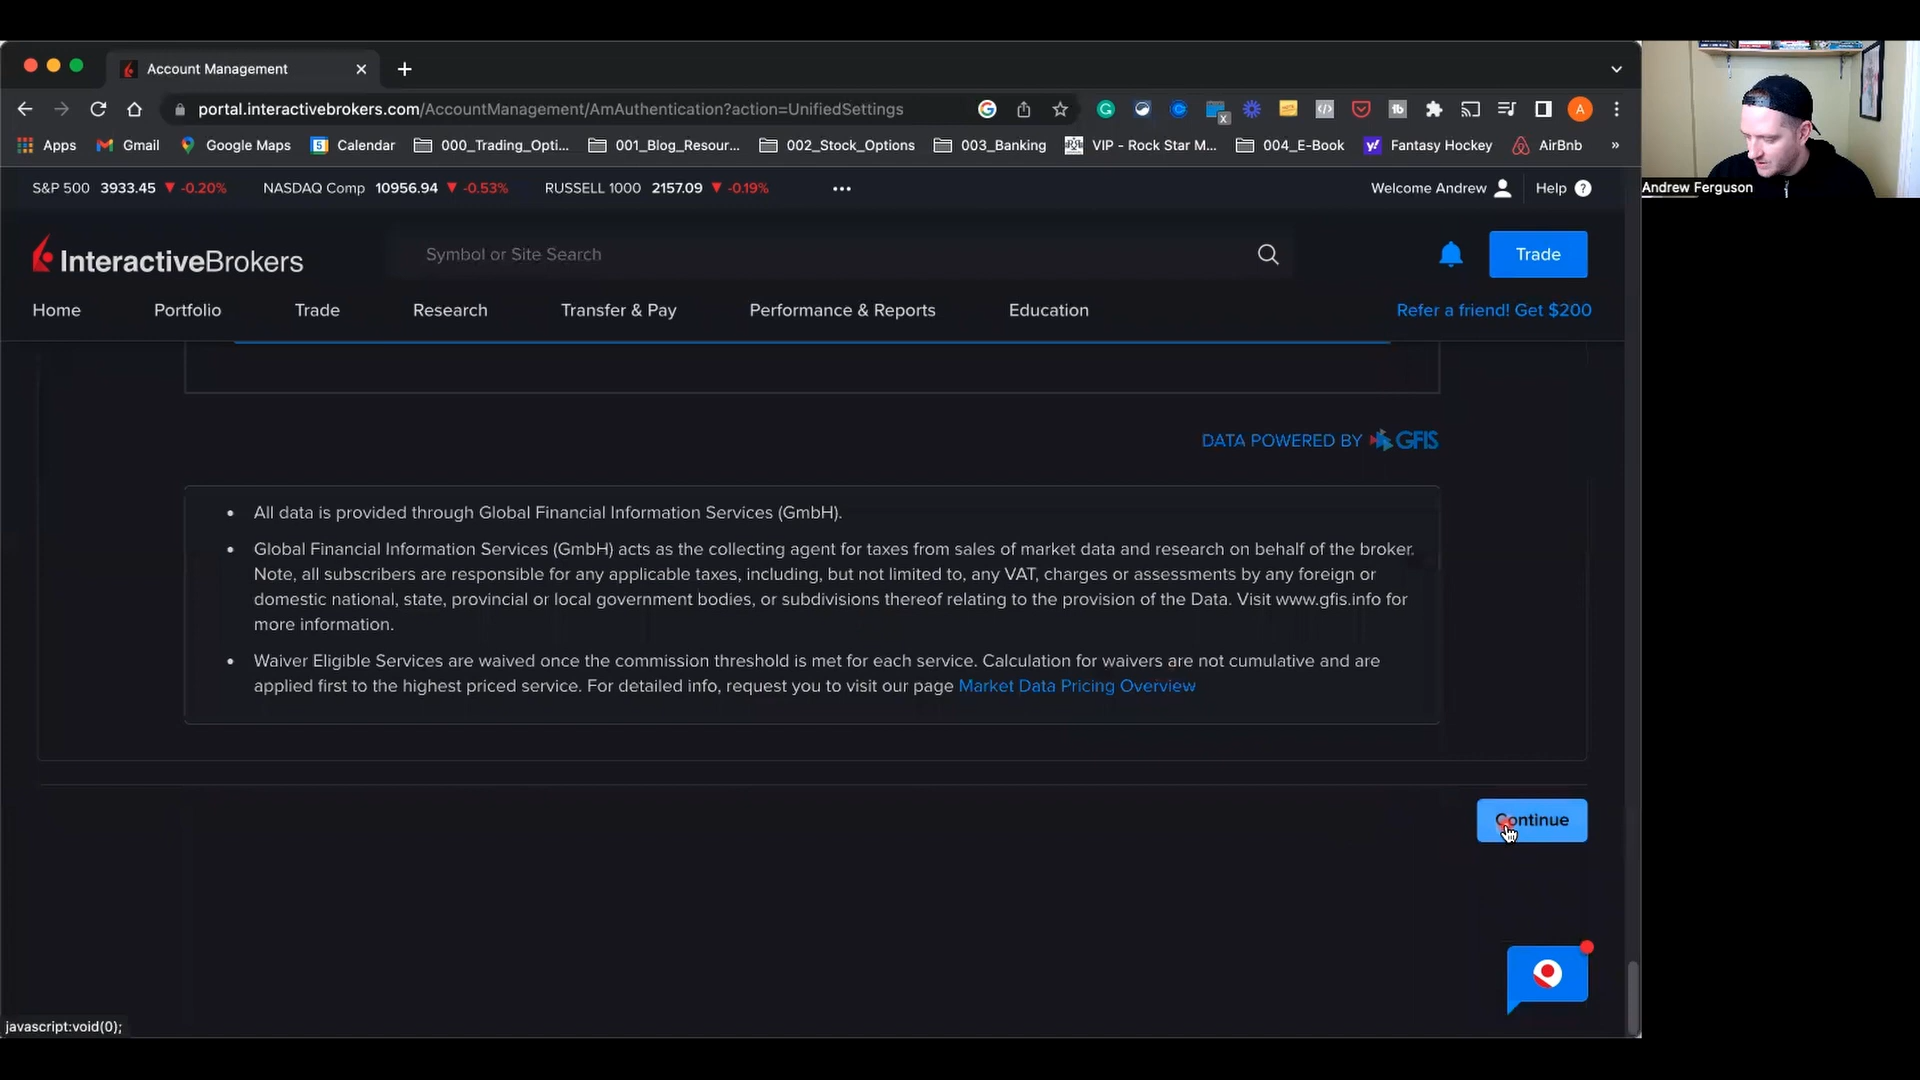 Account Management
portal.interactivebrokers.com/AccountManagement/AmAuthentication?action=UnifiedSettings
Apps Gmail Google Maps 5 Calendar 000_Trading_Opti... 001_Blog_Resour... 002_Stock_Options 003_Banking VIP - Rock Star M... 004_E-Book Fantasy Hockey AirBnb »
S&P 500 3933.45 ▼ -0.20% NASDAQ Comp 10956.94 ▼ -0.53% RUSSELL 1000 2157.09 ▼ -0.19% ••• Welcome Andrew Help ?
Andrew Ferguson
InteractiveBrokers Symbol or Site Search Trade
Home Portfolio Trade Research Transfer & Pay Performance & Reports Education Refer a friend! Get $200
DATA POWERED BY GFIS
• All data is provided through Global Financial Information Services (GmbH).
• Global Financial Information Services (GmbH) acts as the collecting agent for taxes from sales of market data and research on behalf of the broker.
Note, all subscribers are responsible for any applicable taxes, including, but not limited to, any VAT, charges or assessments by any foreign or
domestic national, state, provincial or local government bodies, or subdivisions thereof relating to the provision of the Data. Visit www.gfis.info for
more information.
• Waiver Eligible Services are waived once the commission threshold is met for each service. Calculation for waivers are not cumulative and are
applied first to the highest priced service. For detailed info, request you to visit our page Market Data Pricing Overview
Continue
javascript:void(0);